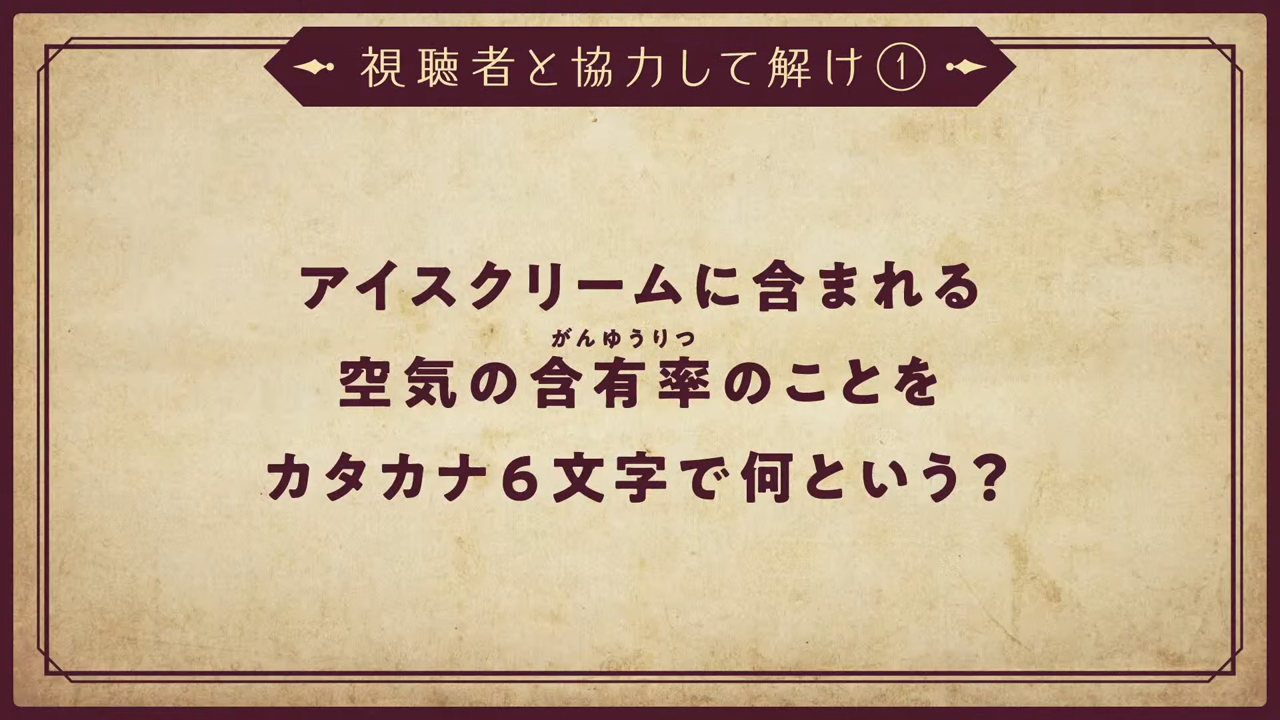 視聴者と協力して解け①
アイスクリームに含まれる
がんゆうりつ
空気の含有率のことを
カタカナ6文字で何という?